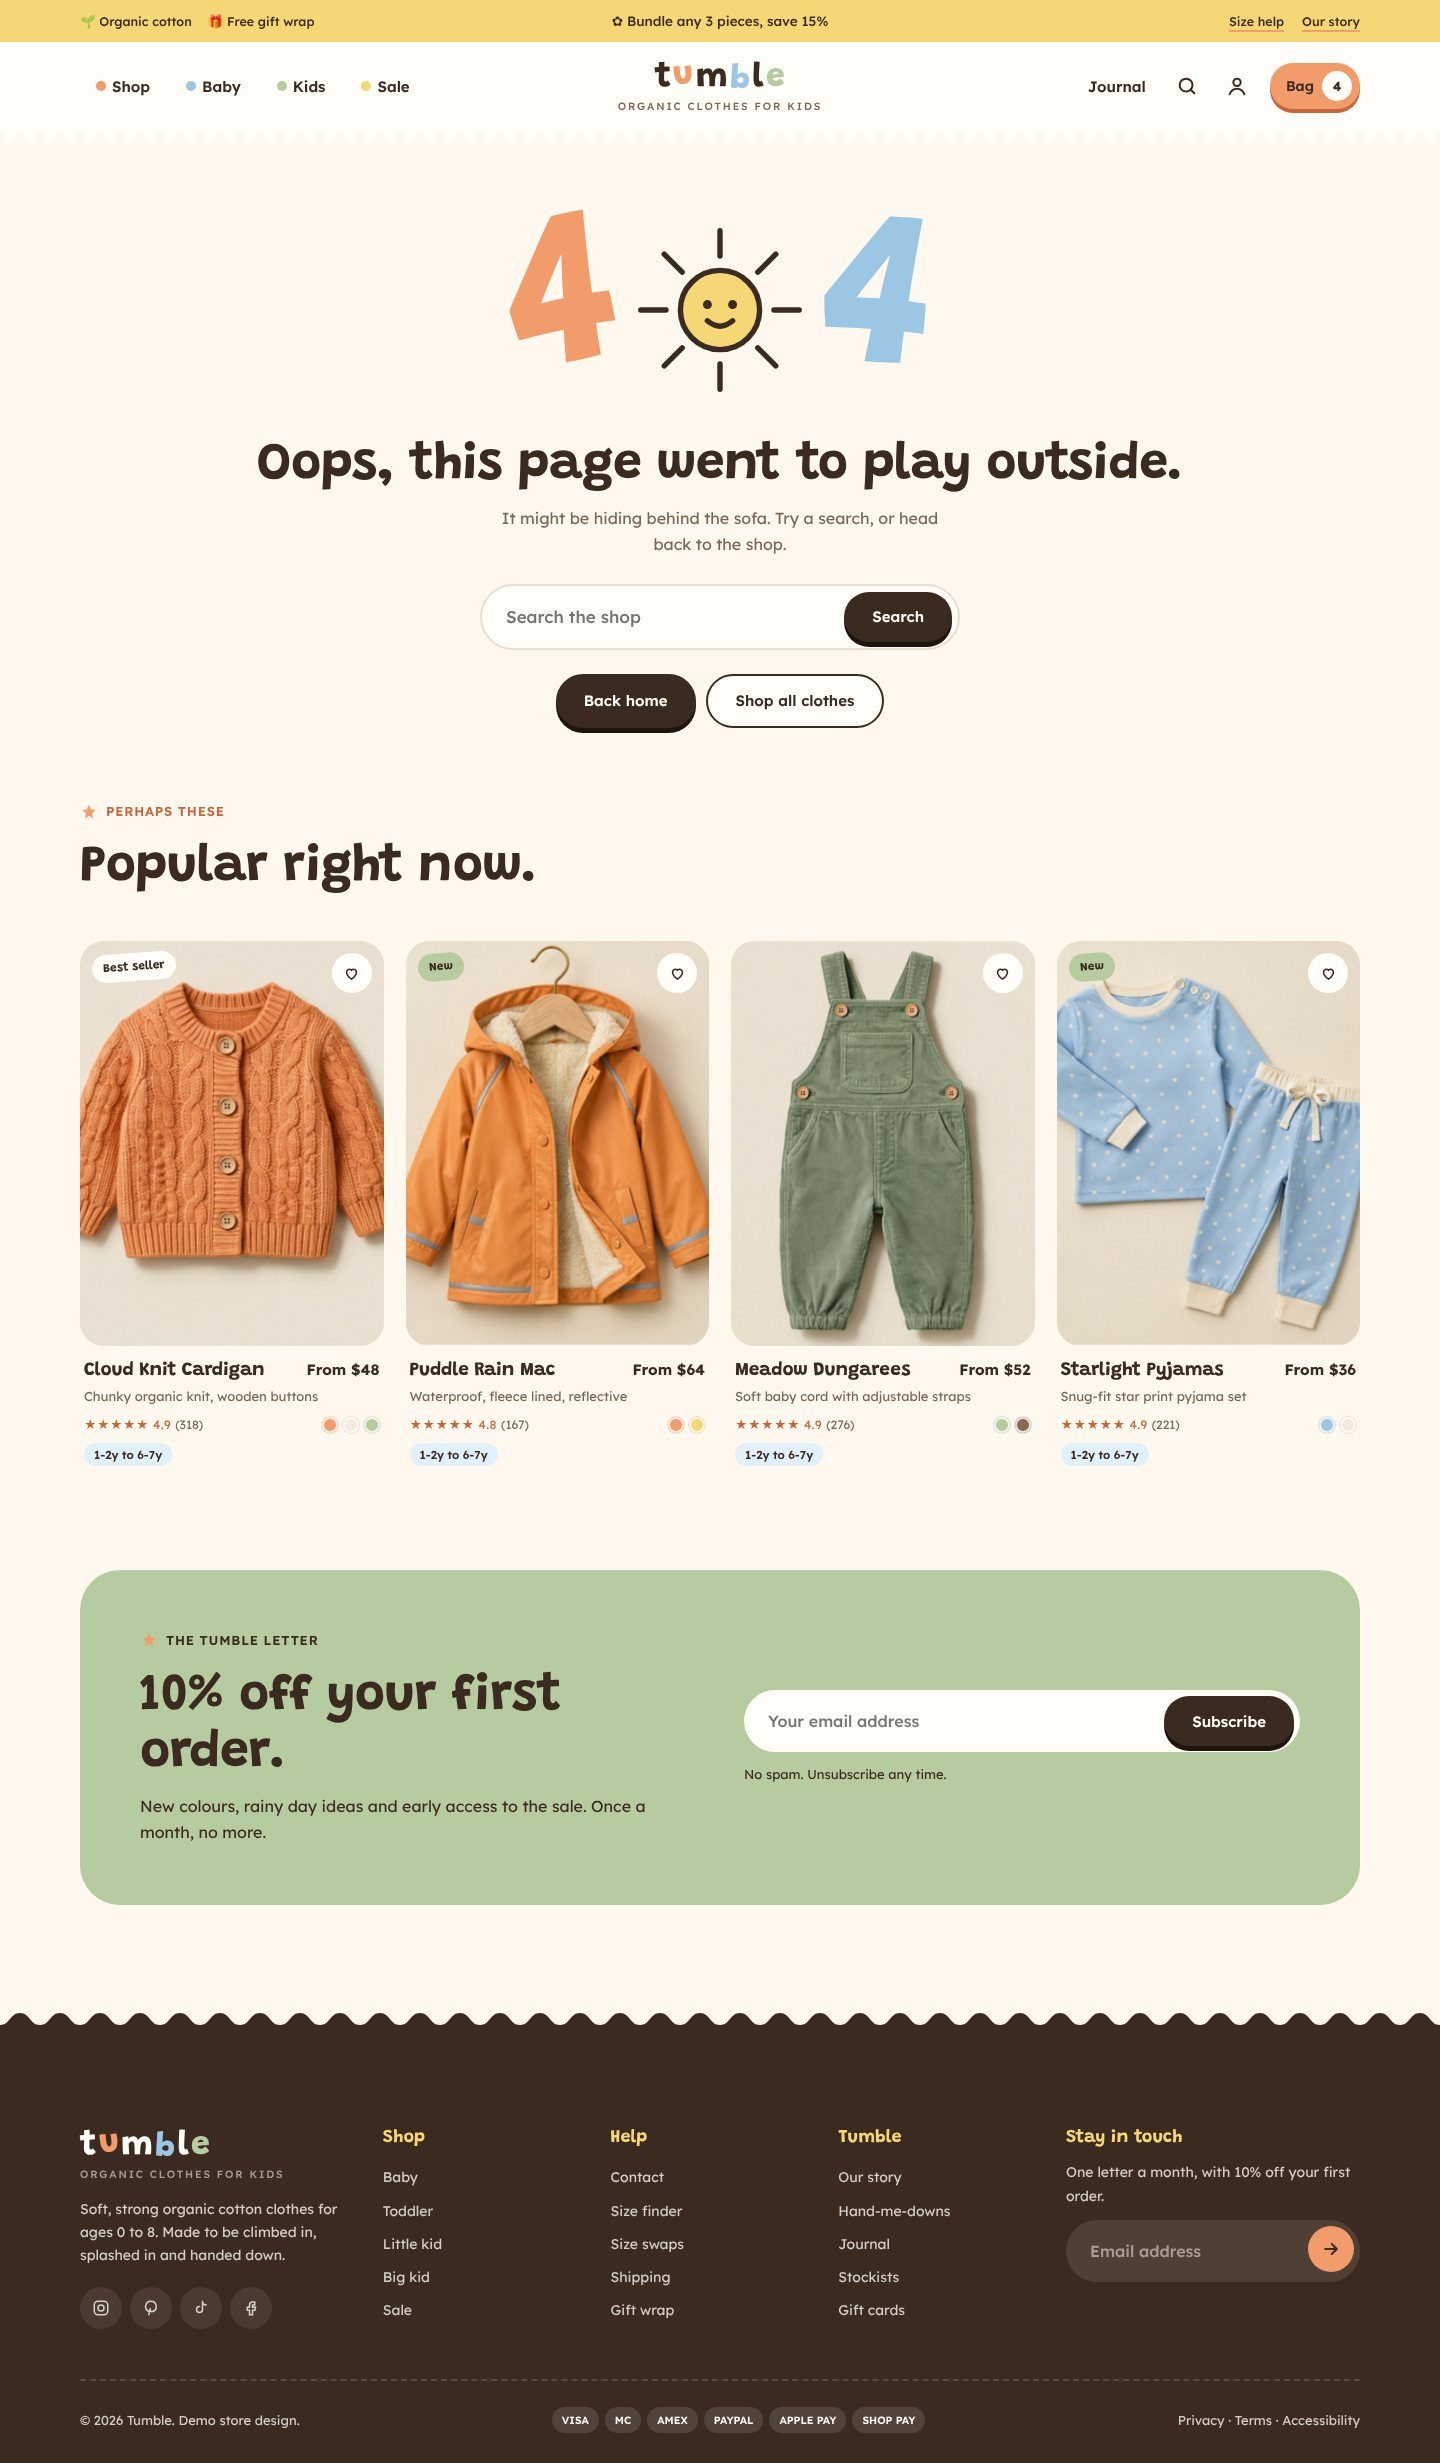 🌱 Organic cotton 🎁 Free gift wrap
✿ Bundle any 3 pieces, save 15%
Size help Our story
Shop Baby Kids Sale
tumble
ORGANIC CLOTHES FOR KIDS
Journal
Bag 4
4 4
Oops, this page went to play outside.
It might be hiding behind the sofa. Try a search, or head
back to the shop.
Search the shop Search
Back home Shop all clothes
PERHAPS THESE
Popular right now.
Best seller
Cloud Knit Cardigan From $48
Chunky organic knit, wooden buttons
★★★★★ 4.9 (318)
1-2y to 6-7y
New
Puddle Rain Mac From $64
Waterproof, fleece lined, reflective
★★★★★ 4.8 (167)
1-2y to 6-7y
Meadow Dungarees From $52
Soft baby cord with adjustable straps
★★★★★ 4.9 (276)
1-2y to 6-7y
New
Starlight Pyjamas From $36
Snug-fit star print pyjama set
★★★★★ 4.9 (221)
1-2y to 6-7y
THE TUMBLE LETTER
10% off your first
order.
New colours, rainy day ideas and early access to the sale. Once a
month, no more.
Your email address Subscribe
No spam. Unsubscribe any time.
tumble
ORGANIC CLOTHES FOR KIDS
Soft, strong organic cotton clothes for
ages 0 to 8. Made to be climbed in,
splashed in and handed down.
Shop
Baby
Toddler
Little kid
Big kid
Sale
Help
Contact
Size finder
Size swaps
Shipping
Gift wrap
Tumble
Our story
Hand-me-downs
Journal
Stockists
Gift cards
Stay in touch
One letter a month, with 10% off your first
order.
Email address
© 2026 Tumble. Demo store design.
VISA MC AMEX PAYPAL APPLE PAY SHOP PAY
Privacy · Terms · Accessibility